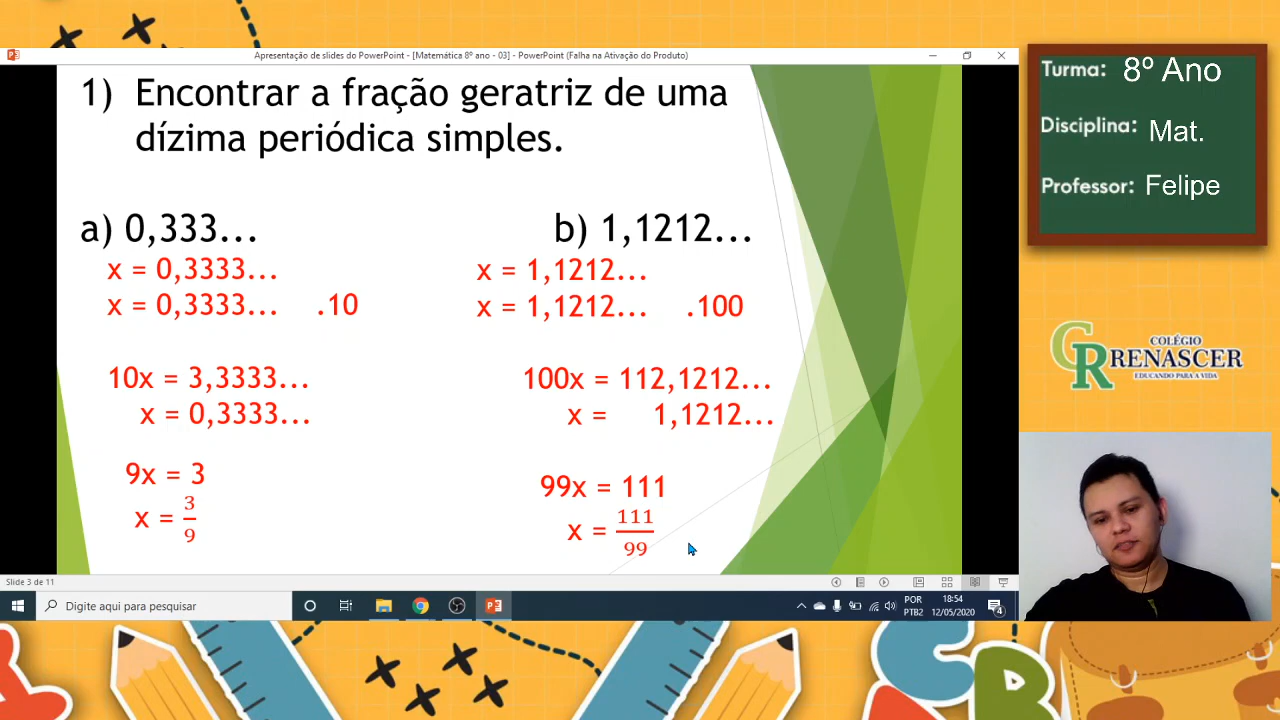 Apresentação de slides do PowerPoint - [Matemática 8º ano - 03] - PowerPoint (Falha na Ativação do Produto)
1) Encontrar a fração geratriz de uma
dízima periódica simples.
a) 0,333...
x = 0,3333...
x = 0,3333... .10
10x = 3,3333...
x = 0,3333...
9x = 3
x = 3/9
b) 1,1212...
x = 1,1212...
x = 1,1212... .100
100x = 112,1212...
x = 1,1212...
99x = 111
x = 111/99
Slide 3 de 11
Digite aqui para pesquisar
POR
PTB2
18:54
12/05/2020
4
Turma: 8º Ano
Disciplina: Mat.
Professor: Felipe
CR
COLÉGIO
RENASCER
EDUCANDO PARA A VIDA